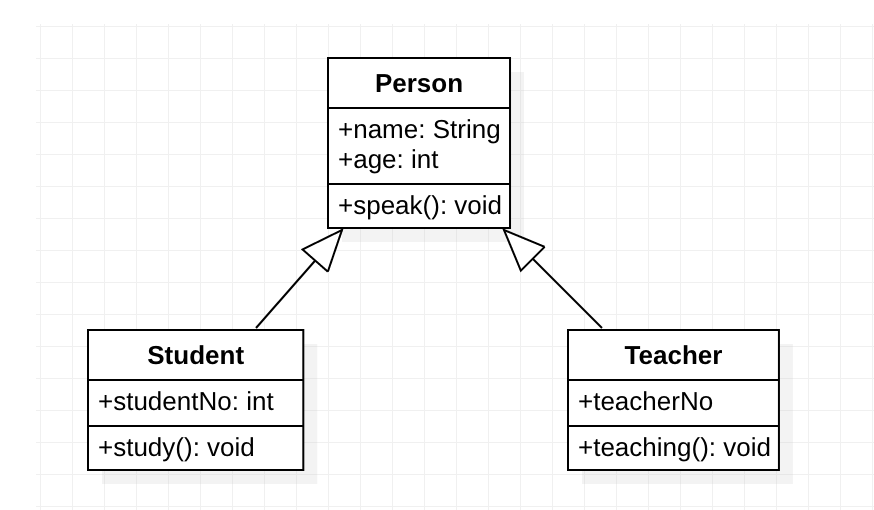 Person
+name: String
+age: int
+speak(): void
Student
+studentNo: int
+study(): void
Teacher
+teacherNo
+teaching(): void